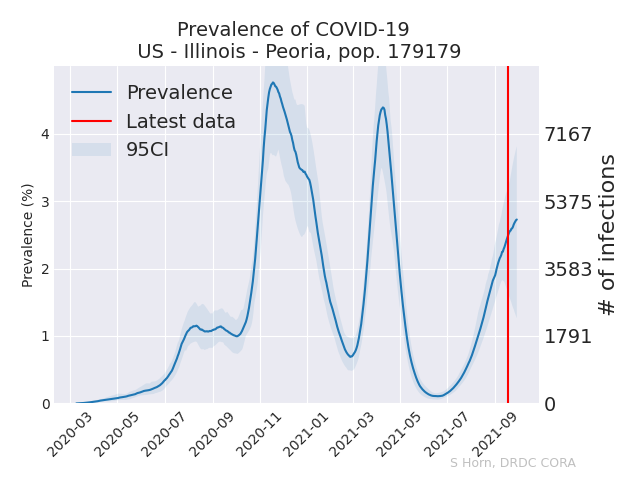 Prevalence of COVID-19
US - Illinois - Peoria, pop. 179179
Prevalence
Latest data
95CI
Prevalence (%)
4
3
2
1
0
7167
5375
3583
1791
0
# of infections
2020-03
2020-05
2020-07
2020-09
2020-11
2021-01
2021-03
2021-05
2021-07
2021-09
S Horn, DRDC CORA